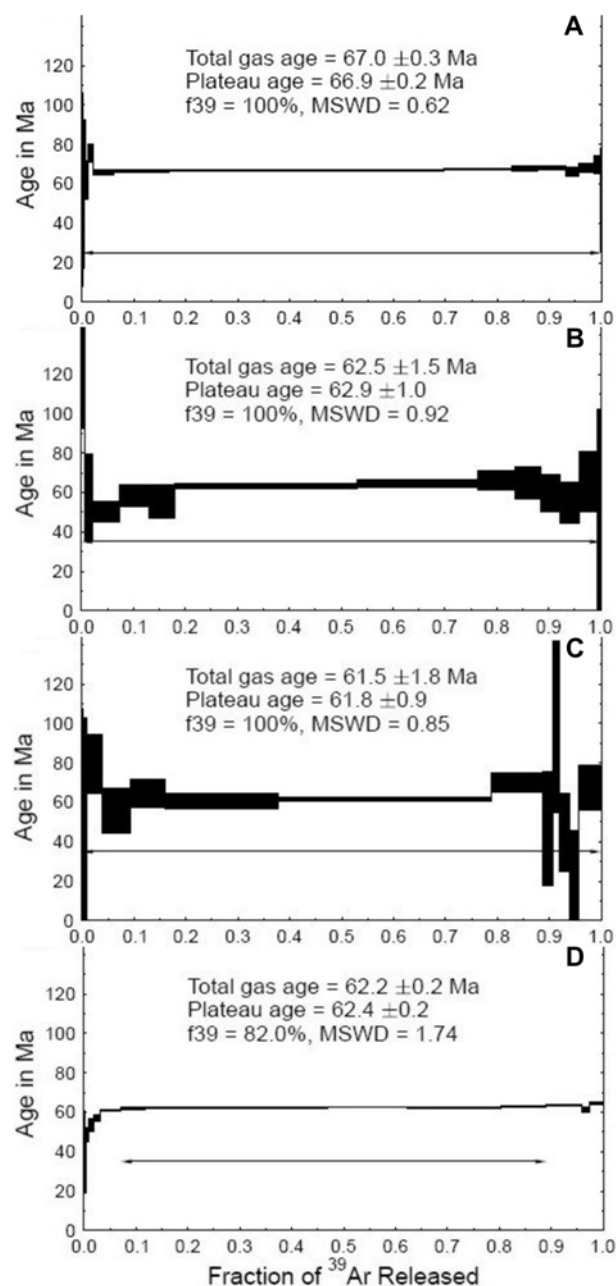 A
Total gas age = 67.0 ±0.3 Ma
Plateau age = 66.9 ±0.2 Ma
f39 = 100%, MSWD = 0.62
Age in Ma
120
100
80
60
40
20
0
0.0 0.1 0.2 0.3 0.4 0.5 0.6 0.7 0.8 0.9 1.0
B
Total gas age = 62.5 ±1.5 Ma
Plateau age = 62.9 ±1.0
f39 = 100%, MSWD = 0.92
Age in Ma
120
100
80
60
40
20
0
0.0 0.1 0.2 0.3 0.4 0.5 0.6 0.7 0.8 0.9 1.0
C
Total gas age = 61.5 ±1.8 Ma
Plateau age = 61.8 ±0.9
f39 = 100%, MSWD = 0.85
Age in Ma
120
100
80
60
40
20
0
0.0 0.1 0.2 0.3 0.4 0.5 0.6 0.7 0.8 0.9 1.0
D
Total gas age = 62.2 ±0.2 Ma
Plateau age = 62.4 ±0.2
f39 = 82.0%, MSWD = 1.74
Age in Ma
120
100
80
60
40
20
0
0.0 0.1 0.2 0.3 0.4 0.5 0.6 0.7 0.8 0.9 1.0
Fraction of ³⁹Ar Released